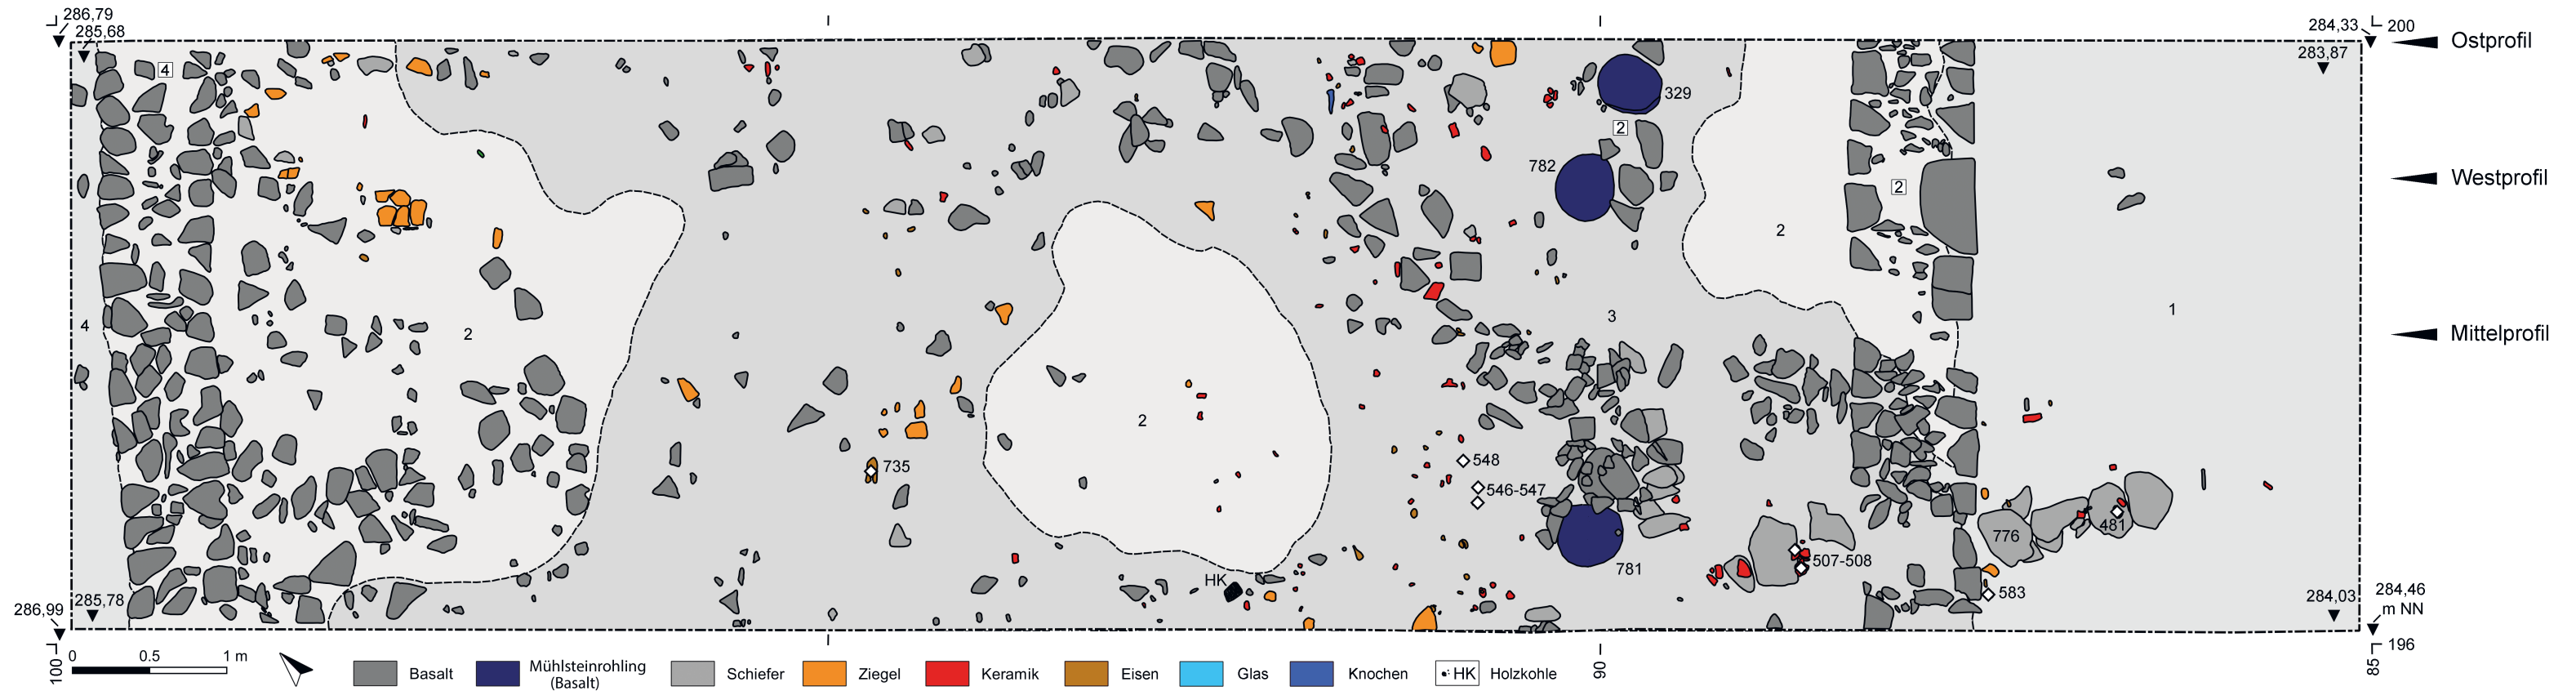 286,79
285,68
284,33
200
283,87
Ostprofil
4
329
2
782
2
Westprofil
2
4
2
3
1
Mittelprofil
2
735
548
546-547
481
776
507-508
781
HK
583
286,99
285,78
284,03
284,46
m NN
196
100
90
85
0 0.5 1 m
Basalt
Mühlsteinrohling
(Basalt)
Schiefer
Ziegel
Keramik
Eisen
Glas
Knochen
HK
Holzkohle